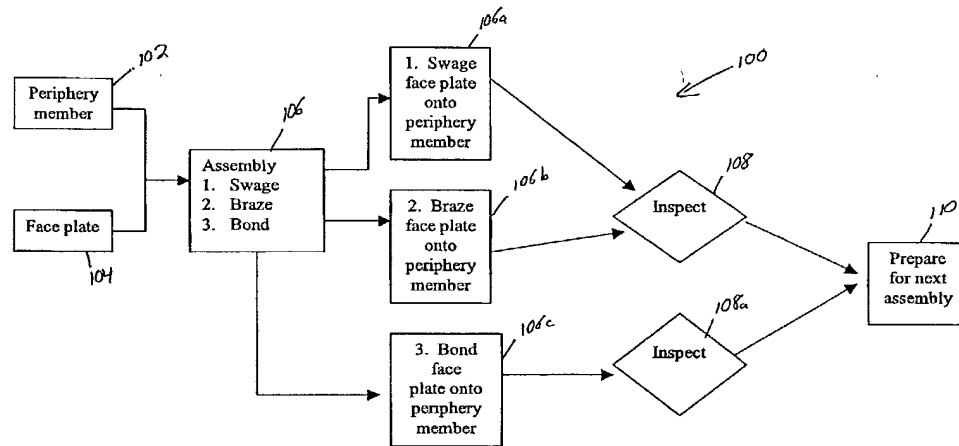 102
Periphery
member
Face plate
104
106
Assembly
1. Swage
2. Braze
3. Bond
106a
1. Swage
face plate
onto
periphery
member
106b
2. Braze
face plate
onto
periphery
member
106c
3. Bond
face
plate onto
periphery
member
100
108
Inspect
108a
Inspect
110
Prepare
for next
assembly